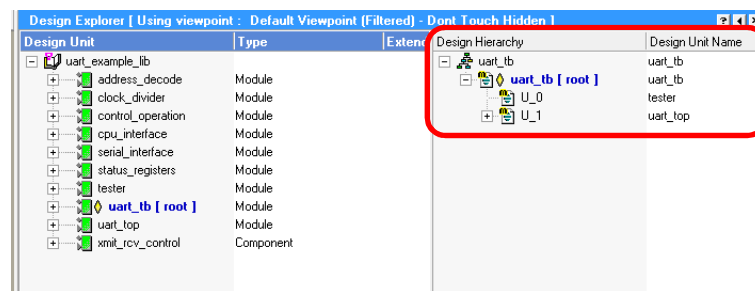 Design Explorer [ Using viewpoint : Default Viewpoint (Filtered) - Dont Touch Hidden ]
Design Unit Type Design Hierarchy Design Unit Name
uart_example_lib uart_tb uart_tb
address_decode Module uart_tb [ root ] uart_tb
clock_divider Module U_0 tester
control_operation Module U_1 uart_top
cpu_interface Module
serial_interface Module
status_registers Module
tester Module
uart_tb [ root ] Module
uart_top Module
xmit_rcv_control Component